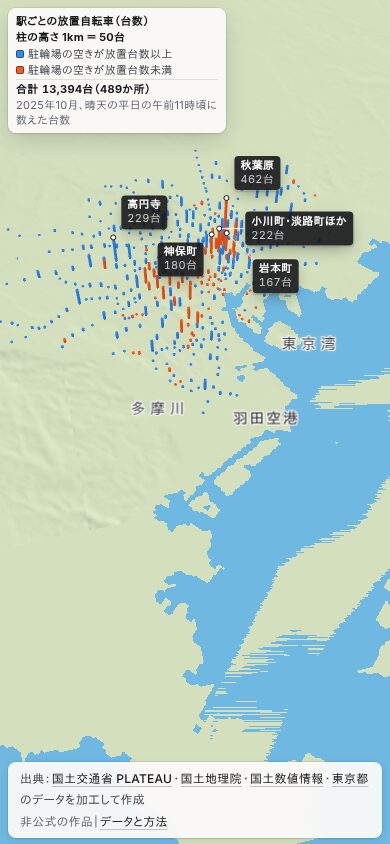 駅ごとの放置自転車（台数）
柱の高さ1km＝50台
駐輪場の空きが放置台数以上
駐輪場の空きが放置台数未満
合計 13,394台（489か所）
2025年10月、晴天の平日の午前11時頃に
数えた台数
秋葉原
462台
高円寺
229台
小川町・淡路町ほか
222台
神保町
180台
岩本町
167台
東京湾
多摩川
羽田空港
出典：国土交通省 PLATEAU・国土地理院・国土数値情報・東京都
のデータを加工して作成
非公式の作品｜データと方法